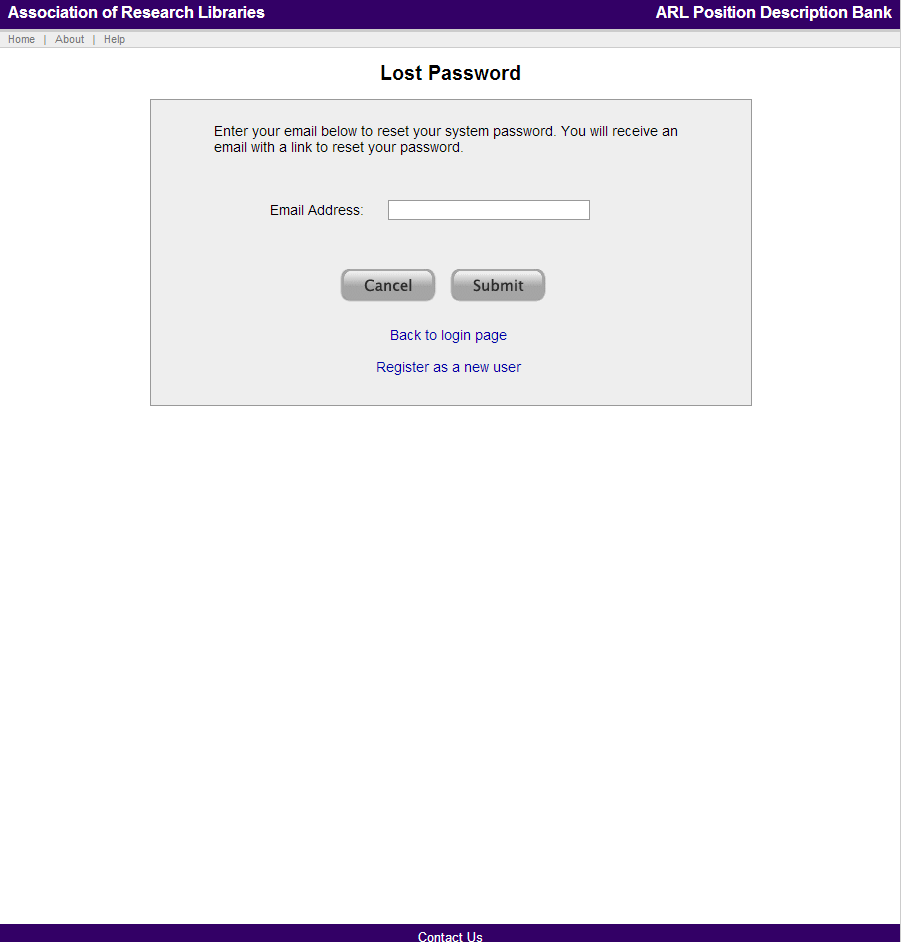 Association of Research Libraries
ARL Position Description Bank
Home | About | Help
Lost Password
Enter your email below to reset your system password. You will receive an
email with a link to reset your password.
Email Address:
Cancel Submit
Back to login page
Register as a new user
Contact Us